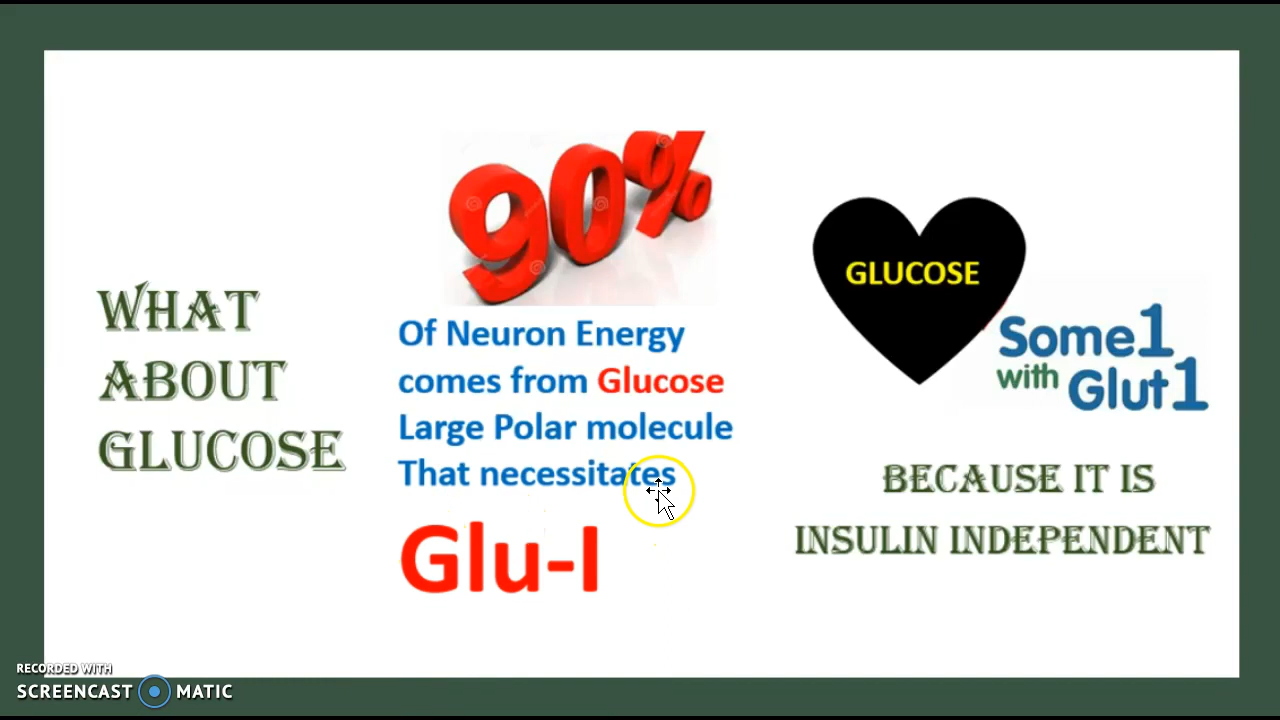 WHAT
ABOUT
GLUCOSE
90%
Of Neuron Energy
comes from Glucose
Large Polar molecule
That necessitates
Glu-I
GLUCOSE
Some1
with Glut1
BECAUSE IT IS
INSULIN INDEPENDENT
RECORDED WITH
SCREENCAST MATIC